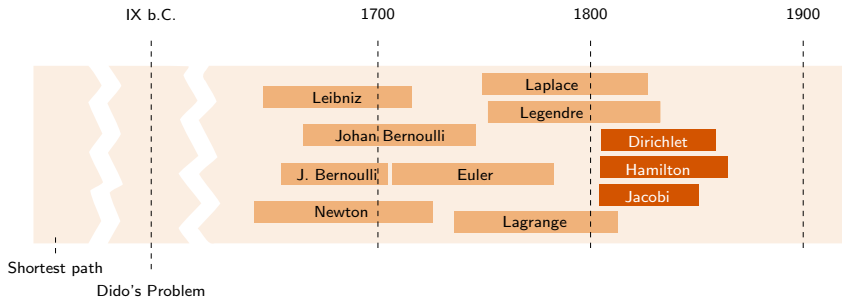 IX b.C.
1700
1800
1900
Laplace
Leibniz
Legendre
Johan Bernoulli
Dirichlet
Hamilton
J. Bernoulli
Euler
Jacobi
Newton
Lagrange
Shortest path
Dido's Problem